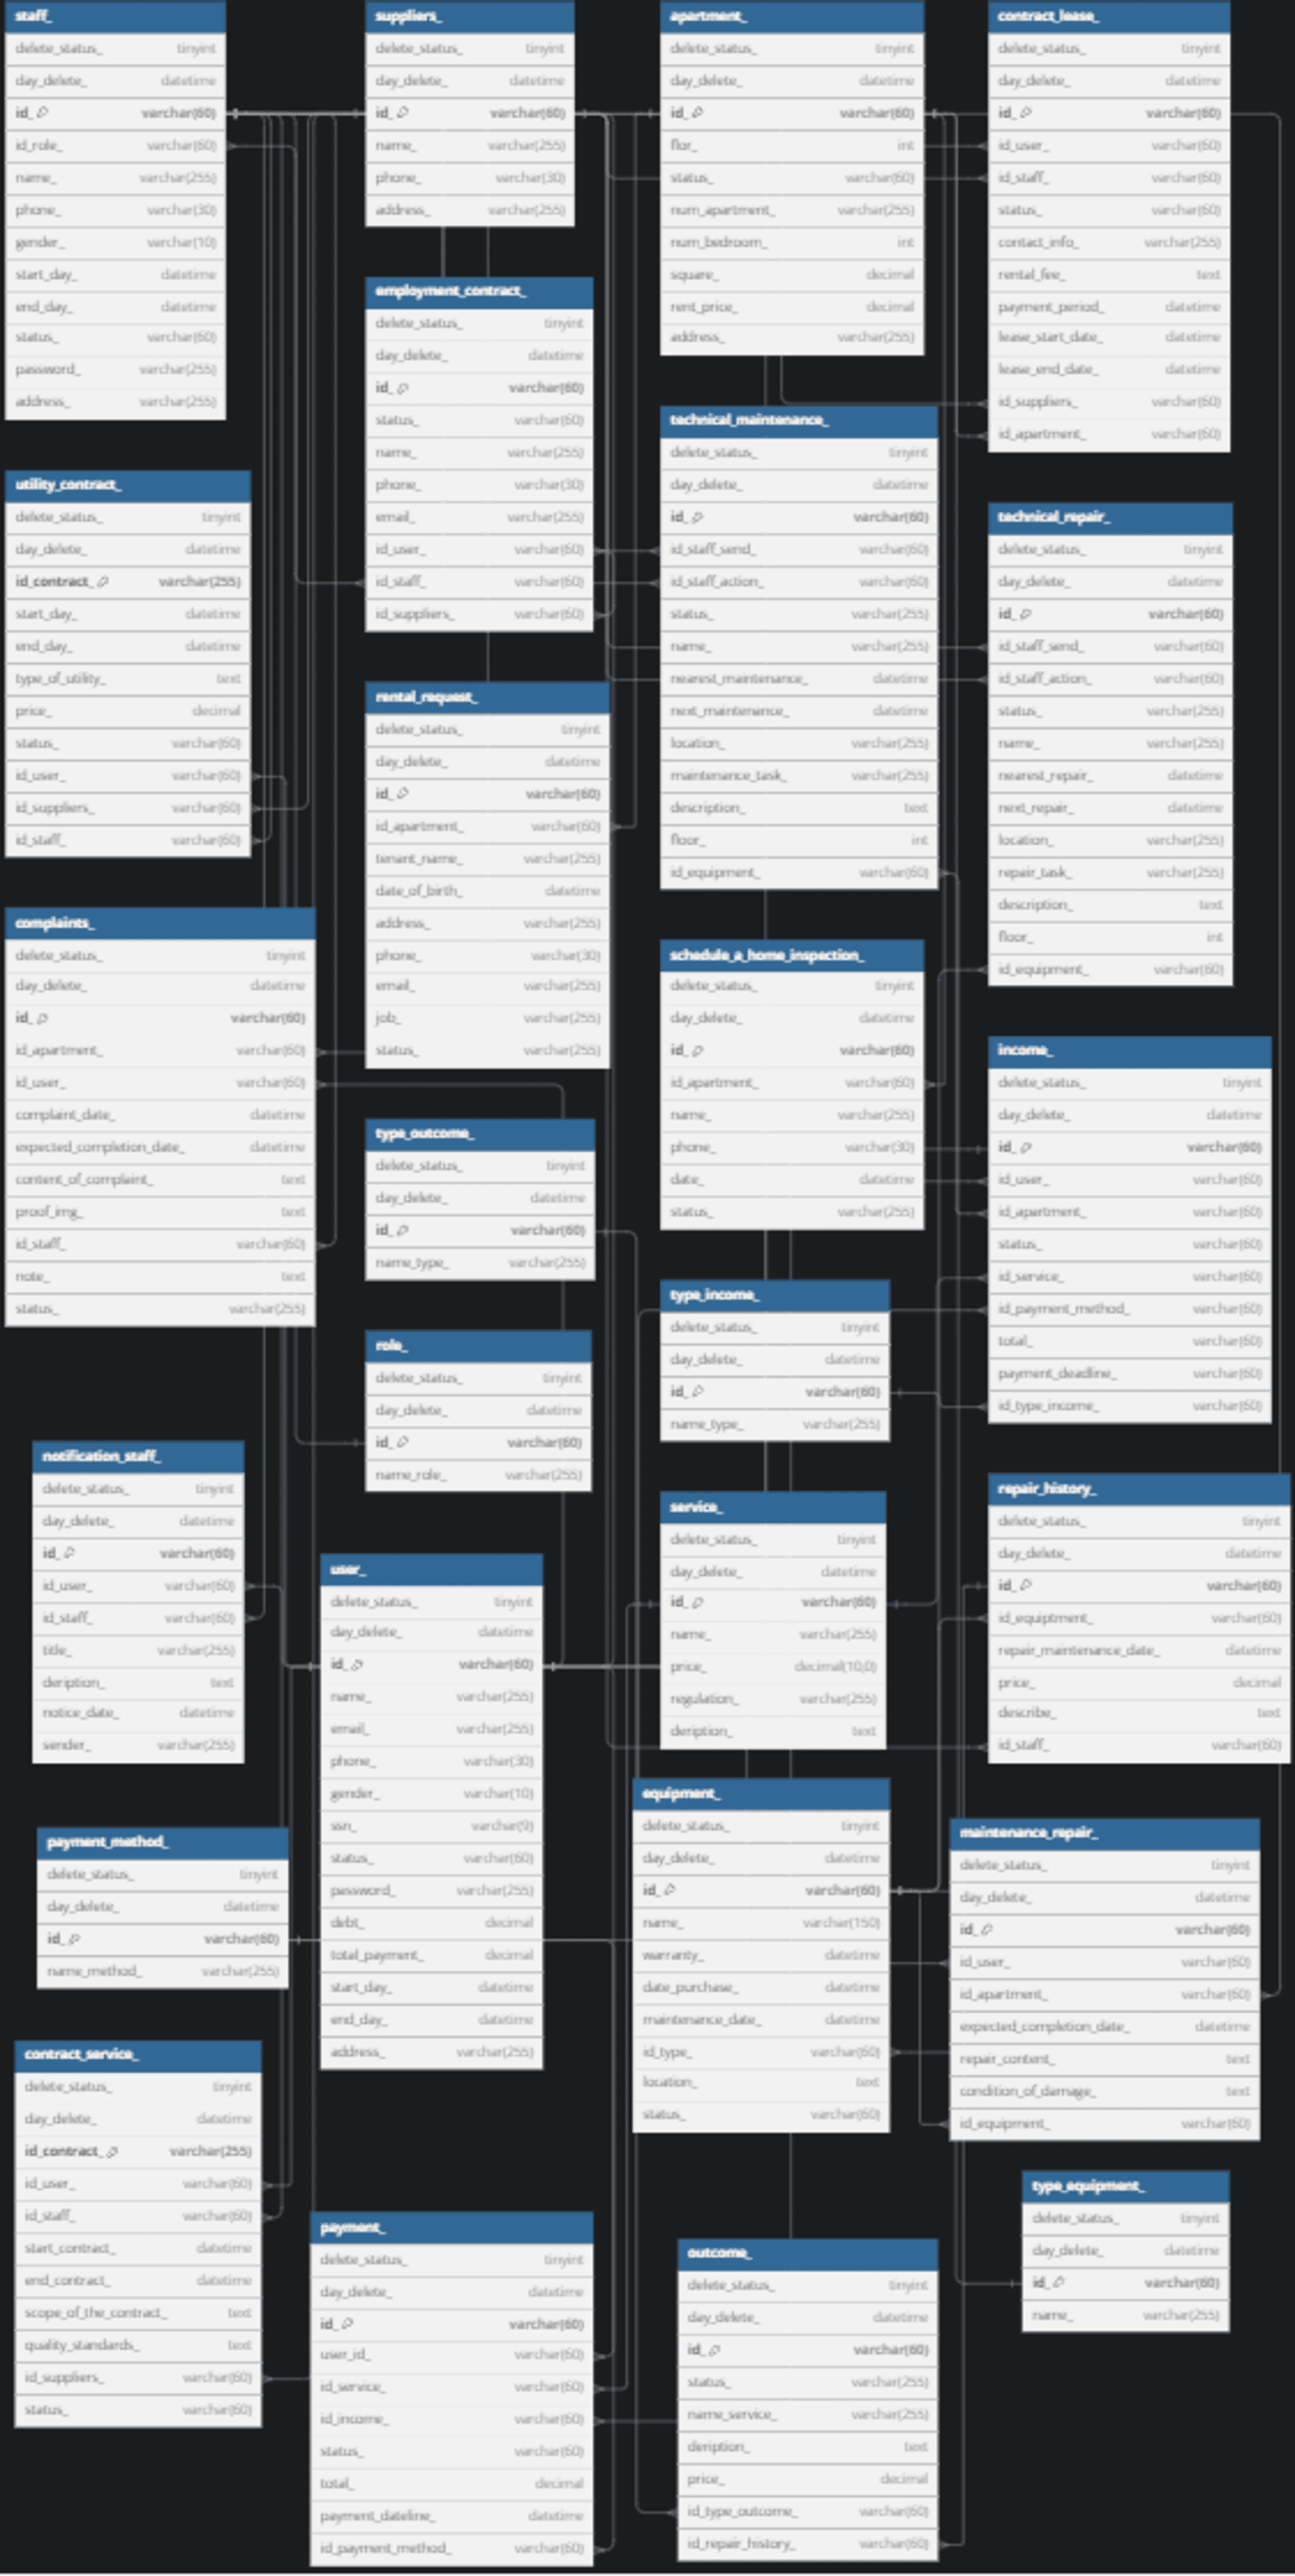 staff_
delete_status_ tinyint
day_delete_ datetime
id_ varchar(60)
id_role_ varchar(60)
name_ varchar(255)
phone_ varchar(30)
gender_ varchar(10)
start_day_ datetime
end_day_ datetime
status_ varchar(60)
password_ varchar(255)
address_ varchar(255)
utility_contract_
delete_status_ tinyint
day_delete_ datetime
id_contract_ varchar(255)
start_day_ datetime
end_day_ datetime
type_of_utility_ text
price_ decimal
status_ varchar(60)
id_user_ varchar(60)
id_suppliers_ varchar(60)
id_staff_ varchar(60)
complaints_
delete_status_ tinyint
day_delete_ datetime
id_ varchar(60)
id_apartment_ varchar(60)
id_user_ varchar(60)
complaint_date_ datetime
expected_completion_date_ datetime
content_of_complaint_ text
proof_img_ text
id_staff_ varchar(60)
note_ text
status_ varchar(255)
notification_staff_
delete_status_ tinyint
day_delete_ datetime
id_ varchar(60)
id_user_ varchar(60)
id_staff_ varchar(60)
title_ varchar(255)
deription_ text
notice_date_ datetime
sender_ varchar(255)
payment_method_
delete_status_ tinyint
day_delete_ datetime
id_ varchar(60)
name_method_ varchar(255)
contract_service_
delete_status_ tinyint
day_delete_ datetime
id_contract_ varchar(255)
id_user_ varchar(60)
id_staff_ varchar(60)
start_contract_ datetime
end_contract_ datetime
scope_of_the_contract_ text
quality_standards_ text
id_suppliers_ varchar(60)
status_ varchar(60)
suppliers_
delete_status_ tinyint
day_delete_ datetime
id_ varchar(60)
name_ varchar(255)
phone_ varchar(30)
address_ varchar(255)
employment_contract_
delete_status_ tinyint
day_delete_ datetime
id_ varchar(60)
status_ varchar(60)
name_ varchar(255)
phone_ varchar(30)
email_ varchar(255)
id_user_ varchar(60)
id_staff_ varchar(60)
id_suppliers_ varchar(60)
rental_request_
delete_status_ tinyint
day_delete_ datetime
id_ varchar(60)
id_apartment_ varchar(60)
tenant_name_ varchar(255)
date_of_birth_ datetime
address_ varchar(255)
phone_ varchar(30)
email_ varchar(255)
job_ varchar(255)
status_ varchar(255)
type_outcome_
delete_status_ tinyint
day_delete_ datetime
id_ varchar(60)
name_type_ varchar(255)
role_
delete_status_ tinyint
day_delete_ datetime
id_ varchar(60)
name_role_ varchar(255)
user_
delete_status_ tinyint
day_delete_ datetime
id_ varchar(60)
name_ varchar(255)
email_ varchar(255)
phone_ varchar(30)
gender_ varchar(10)
ssn_ varchar(9)
status_ varchar(60)
password_ varchar(255)
debt_ decimal
total_payment_ decimal
start_day_ datetime
end_day_ datetime
address_ varchar(255)
payment_
delete_status_ tinyint
day_delete_ datetime
id_ varchar(60)
user_id_ varchar(60)
id_service_ varchar(60)
id_income_ varchar(60)
status_ varchar(60)
total_ decimal
payment_dateline_ datetime
id_payment_method_ varchar(60)
apartment_
delete_status_ tinyint
day_delete_ datetime
id_ varchar(60)
flor_ int
status_ varchar(60)
num_apartment_ varchar(255)
num_bedroom_ int
square_ decimal
rent_price_ decimal
address_ varchar(255)
technical_maintenance_
delete_status_ tinyint
day_delete_ datetime
id_ varchar(60)
id_staff_send_ varchar(60)
id_staff_action_ varchar(60)
status_ varchar(255)
name_ varchar(255)
nearest_maintenance_ datetime
next_maintenance_ datetime
location_ varchar(255)
maintenance_task_ varchar(255)
description_ text
floor_ int
id_equipment_ varchar(60)
schedule_a_home_inspection_
delete_status_ tinyint
day_delete_ datetime
id_ varchar(60)
id_apartment_ varchar(60)
name_ varchar(255)
phone_ varchar(30)
date_ datetime
status_ varchar(255)
type_income_
delete_status_ tinyint
day_delete_ datetime
id_ varchar(60)
name_type_ varchar(255)
service_
delete_status_ tinyint
day_delete_ datetime
id_ varchar(60)
name_ varchar(255)
price_ decimal(10,0)
regulation_ varchar(255)
deription_ text
equipment_
delete_status_ tinyint
day_delete_ datetime
id_ varchar(60)
name_ varchar(150)
warranty_ datetime
date_purchase_ datetime
maintenance_date_ datetime
id_type_ varchar(60)
location_ text
status_ varchar(60)
outcome_
delete_status_ tinyint
day_delete_ datetime
id_ varchar(60)
status_ varchar(255)
name_service_ varchar(255)
deription_ text
price_ decimal
id_type_outcome_ varchar(60)
id_repair_history_ varchar(60)
contract_lease_
delete_status_ tinyint
day_delete_ datetime
id_ varchar(60)
id_user_ varchar(60)
id_staff_ varchar(60)
status_ varchar(60)
contact_info_ varchar(255)
rental_fee_ text
payment_period_ datetime
lease_start_date_ datetime
lease_end_date_ datetime
id_suppliers_ varchar(60)
id_apartment_ varchar(60)
technical_repair_
delete_status_ tinyint
day_delete_ datetime
id_ varchar(60)
id_staff_send_ varchar(60)
id_staff_action_ varchar(60)
status_ varchar(255)
name_ varchar(255)
nearest_repair_ datetime
next_repair_ datetime
location_ varchar(255)
repair_task_ varchar(255)
description_ text
floor_ int
id_equipment_ varchar(60)
income_
delete_status_ tinyint
day_delete_ datetime
id_ varchar(60)
id_user_ varchar(60)
id_apartment_ varchar(60)
status_ varchar(60)
id_service_ varchar(60)
id_payment_method_ varchar(60)
total_ varchar(60)
payment_deadline_ varchar(60)
id_type_income_ varchar(60)
repair_history_
delete_status_ tinyint
day_delete_ datetime
id_ varchar(60)
id_equiptment_ varchar(60)
repair_maintenance_date_ datetime
price_ decimal
describe_ text
id_staff_ varchar(60)
maintenance_repair_
delete_status_ tinyint
day_delete_ datetime
id_ varchar(60)
id_user_ varchar(60)
id_apartment_ varchar(60)
expected_completion_date_ datetime
repair_content_ text
condition_of_damage_ text
id_equipment_ varchar(60)
type_equipment_
delete_status_ tinyint
day_delete_ datetime
id_ varchar(60)
name_ varchar(255)